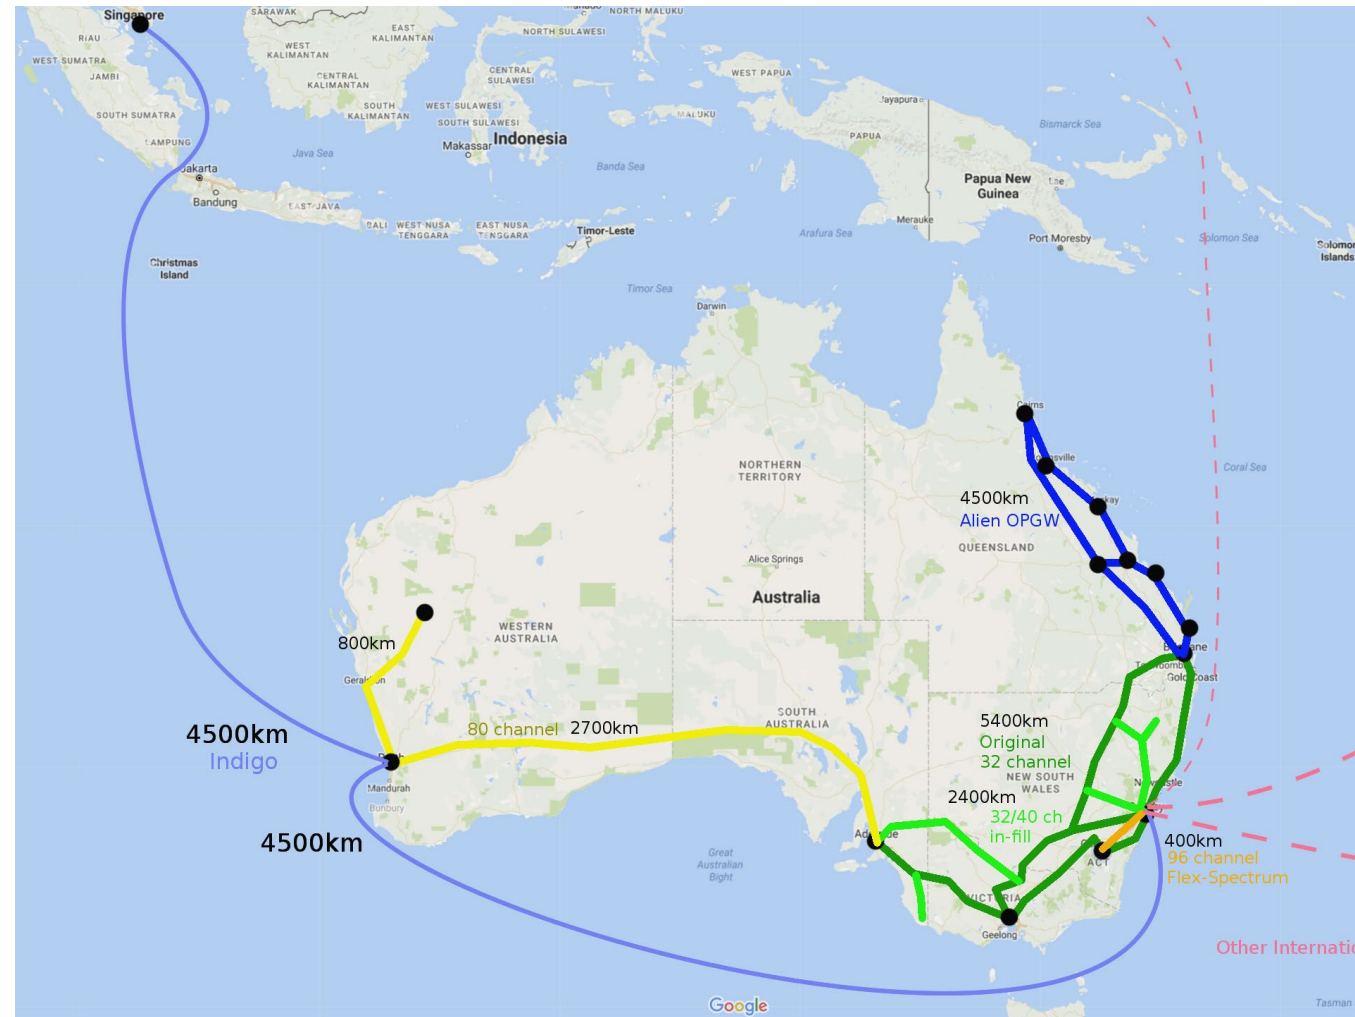 Singapore
SARAWAK
NORTH MALUKU
RIAU
EAST
KALIMANTAN
NORTH SULAWESI
WEST
KALIMANTAN
WEST SUMATRA
JAMBI
CENTRAL
KALIMANTAN
CENTRAL
SULAWESI
WEST PAPUA
Jayapura
SOUTH SUMATRA
SOUTH
KALIMANTAN
WEST SULAWESI
SOUTH SULAWESI
MALUKU
Bismarck Sea
LAMPUNG
Makassar
Indonesia
PAPUA
Java Sea
Banda Sea
Jakarta
Bandung
Papua New
Guinea
Lae
EAST JAVA
BALI
WEST NUSA
TENGGARA
EAST NUSA
TENGGARA
Timor-Leste
Arafura Sea
Merauke
Port Moresby
Solomon Sea
Solomon
Islands
Christmas
Island
Timor Sea
Darwin
Cairns
NORTHERN
TERRITORY
Coral Sea
4500km
Alien OPGW
QUEENSLAND
Alice Springs
Australia
WESTERN
AUSTRALIA
800km
Gold Coast
SOUTH
AUSTRALIA
4500km
Indigo
80 channel
2700km
5400km
Original
32 channel
NEW SOUTH
WALES
Newcastle
Mandurah
Bunbury
2400km
32/40 ch
in-fill
4500km
400km
96 channel
Flex-Spectrum
ACT
Great
Australian
Bight
VICTORIA
Geelong
Other Internatio
Google
Tasman